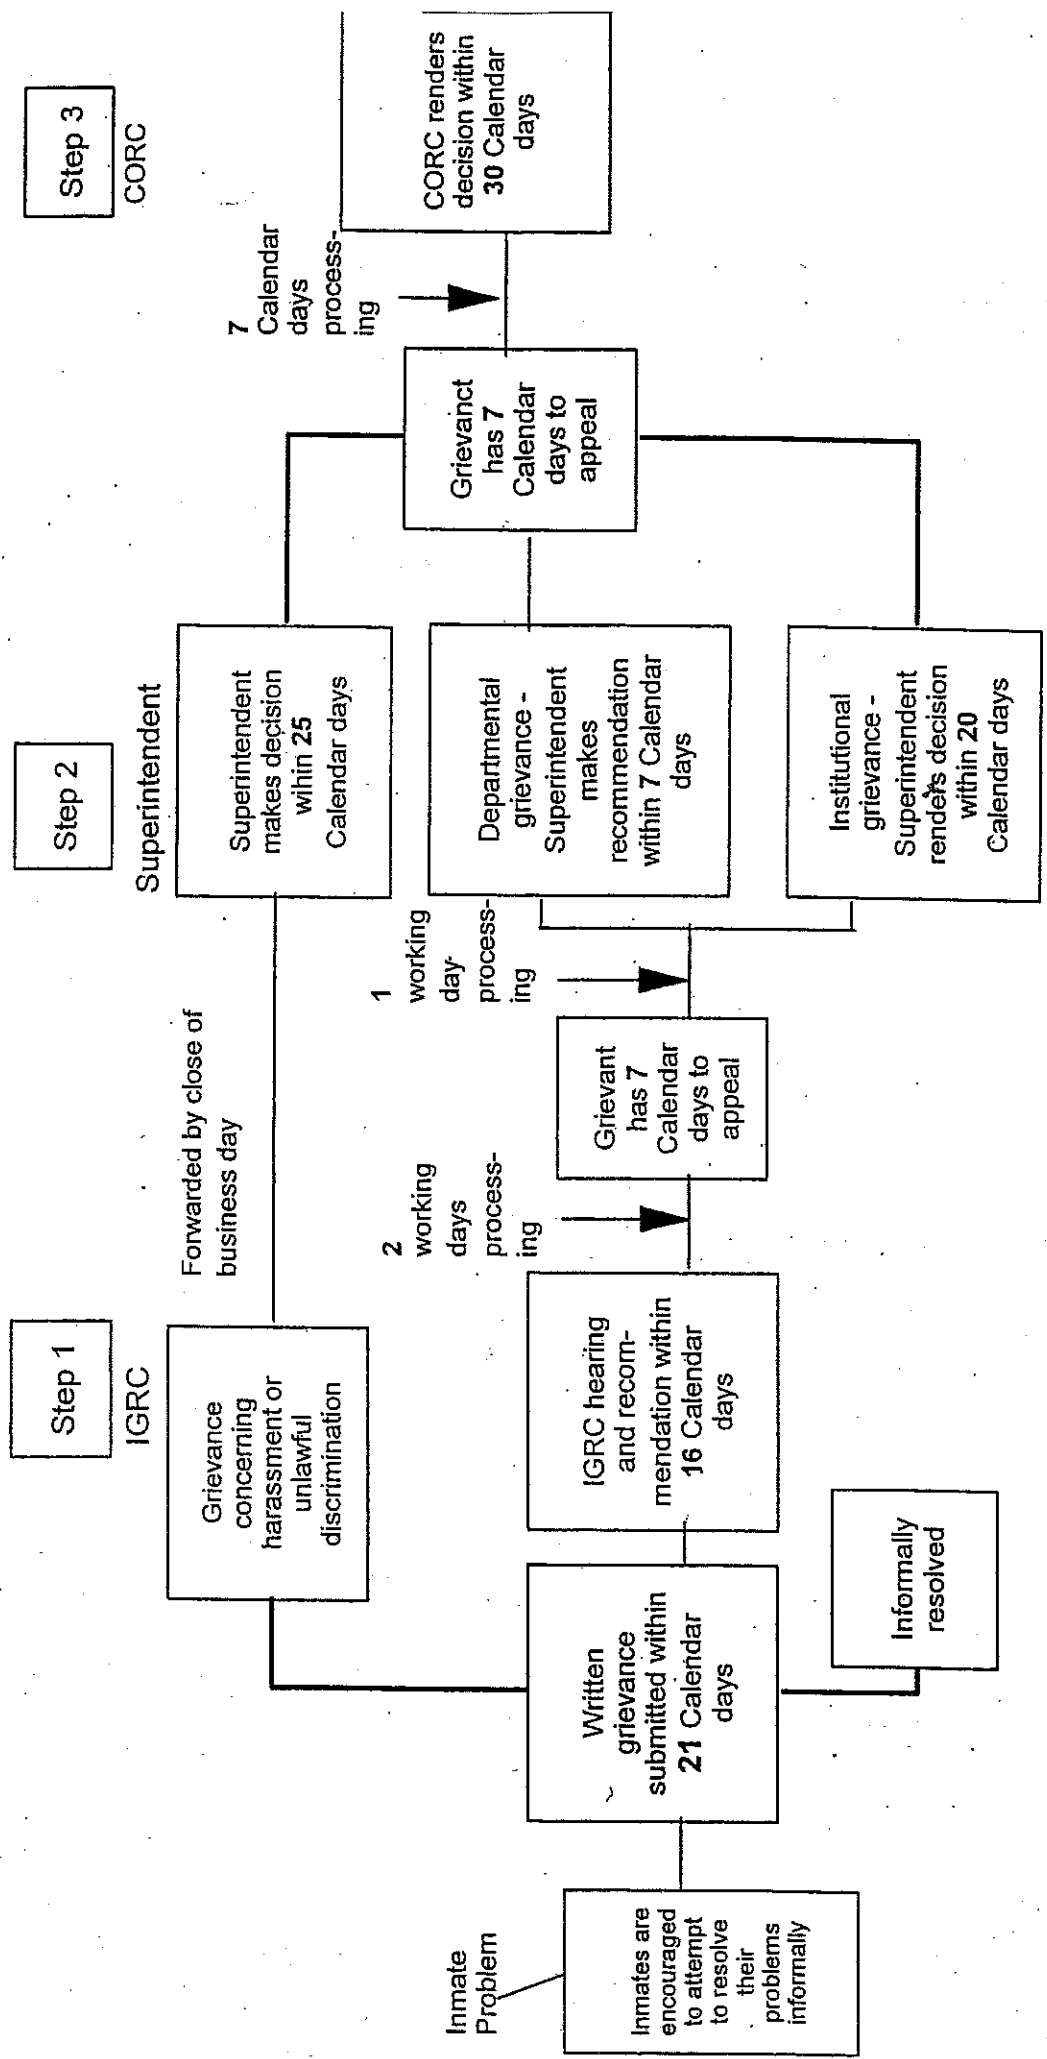 Step 1
IGRC
Step 2
Superintendent
Step 3
CORC
Inmate
Problem
Inmates are
encouraged
to attempt
to resolve
their
problems
informally
Written
grievance
submitted within
21 Calendar
days
Informally
resolved
Grievance
concerning
harassment or
unlawful
discrimination
Forwarded by close of
business day
IGRC hearing
and recom-
mendation within
16 Calendar
days
2
working
days
process-
ing
Grievant
has 7
Calendar
days to
appeal
1
working
day-
process-
ing
Superintendent
makes decision
wihin 25
Calendar days
Departmental
grievance -
Superintendent
makes
recommendation
within 7 Calendar
days
Institutional
grievance -
Superintendent
renders decision
within 20
Calendar days
Grievanct
has 7
Calendar
days to
appeal
7
Calendar
days
process-
ing
CORC renders
decision within
30 Calendar
days